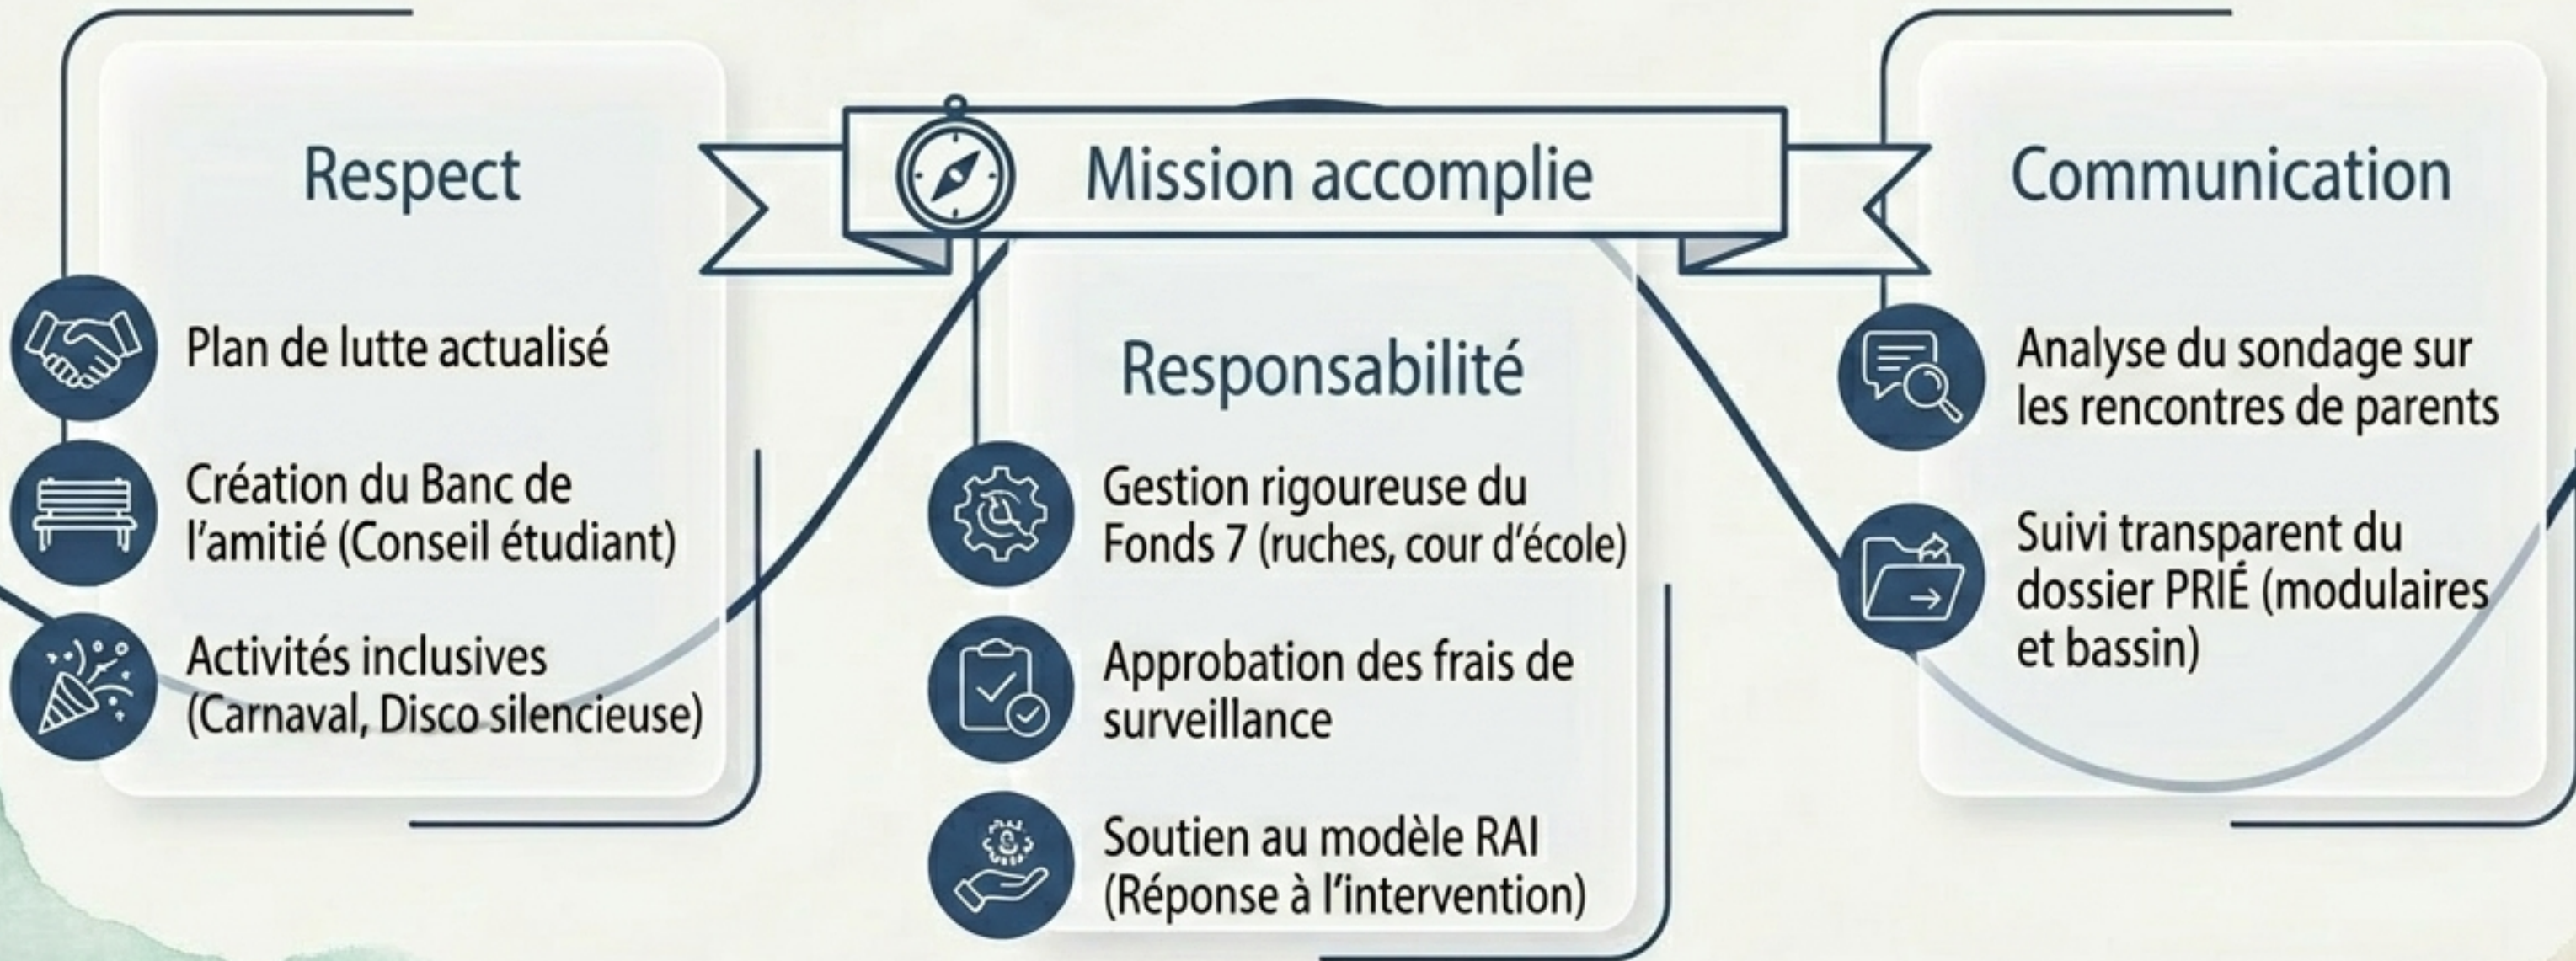 Respect
Plan de lutte actualisé
Création du Banc de
l'amitié (Conseil étudiant)
Activités inclusives
(Carnaval, Disco silencieuse)
Mission accomplie
Responsabilité
Gestion rigoureuse du
Fonds 7 (ruches, cour d'école)
Approbation des frais de
surveillance
Soutien au modèle RAI
(Réponse à l'intervention)
Communication
Analyse du sondage sur
les rencontres de parents
Suivi transparent du
dossier PRIÉ (modulaires
et bassin)